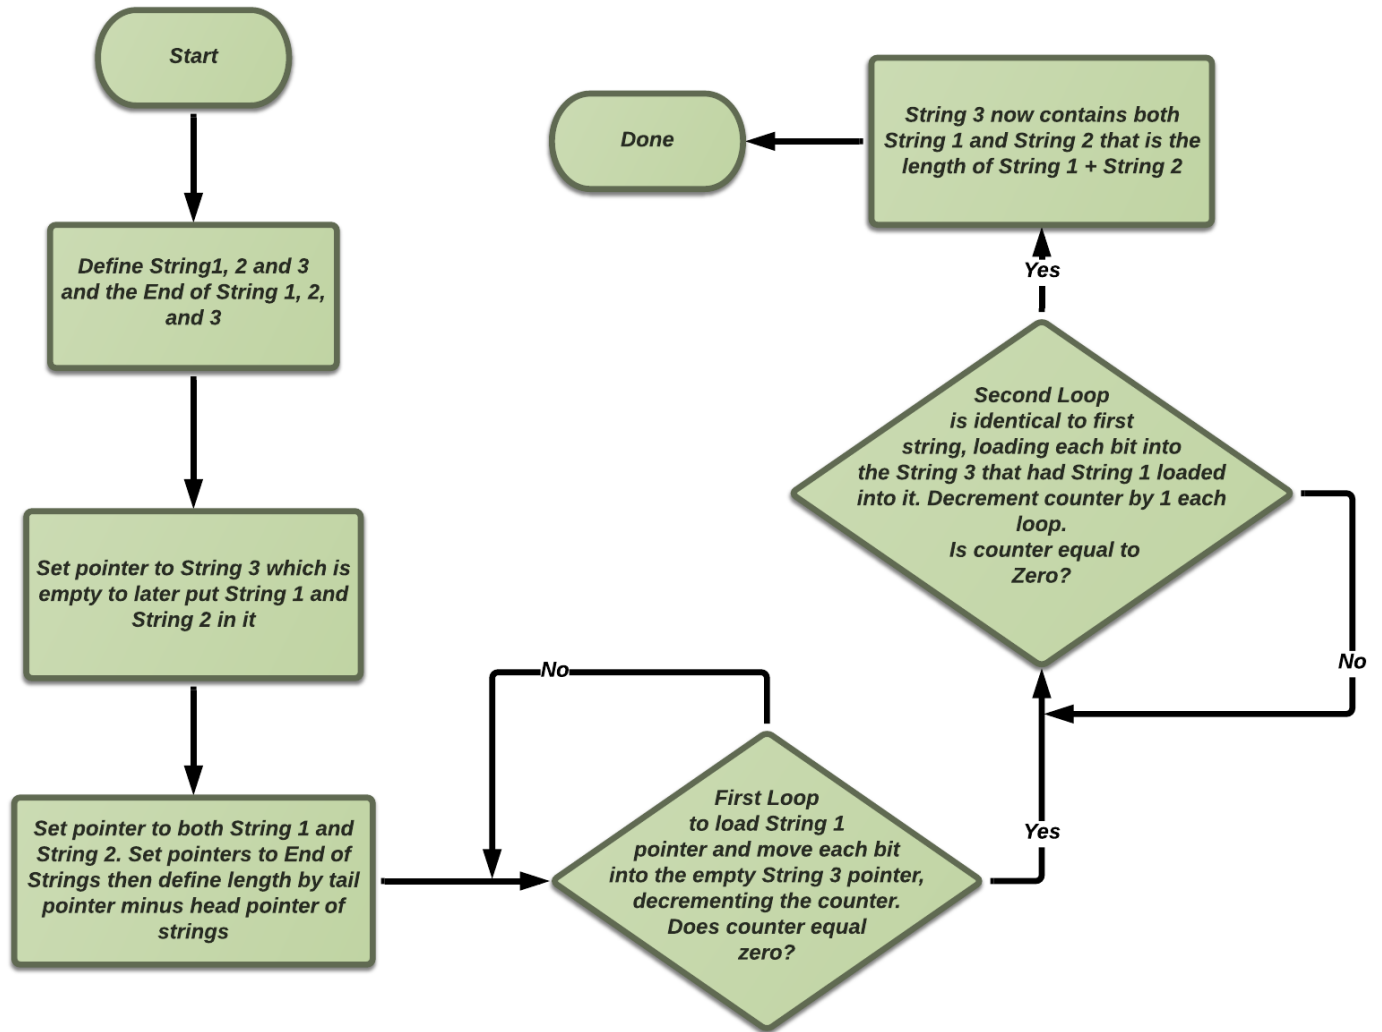 Start
Define String1, 2 and 3
and the End of String 1, 2,
and 3
Set pointer to String 3 which is
empty to later put String 1 and
String 2 in it
Set pointer to both String 1 and
String 2. Set pointers to End of
Strings then define length by tail
pointer minus head pointer of
strings
No
First Loop
to load String 1
pointer and move each bit
into the empty String 3 pointer,
decrementing the counter.
Does counter equal
zero?
Yes
Second Loop
is identical to first
string, loading each bit into
the String 3 that had String 1 loaded
into it. Decrement counter by 1 each
loop.
Is counter equal to
Zero?
No
Yes
String 3 now contains both
String 1 and String 2 that is the
length of String 1 + String 2
Done